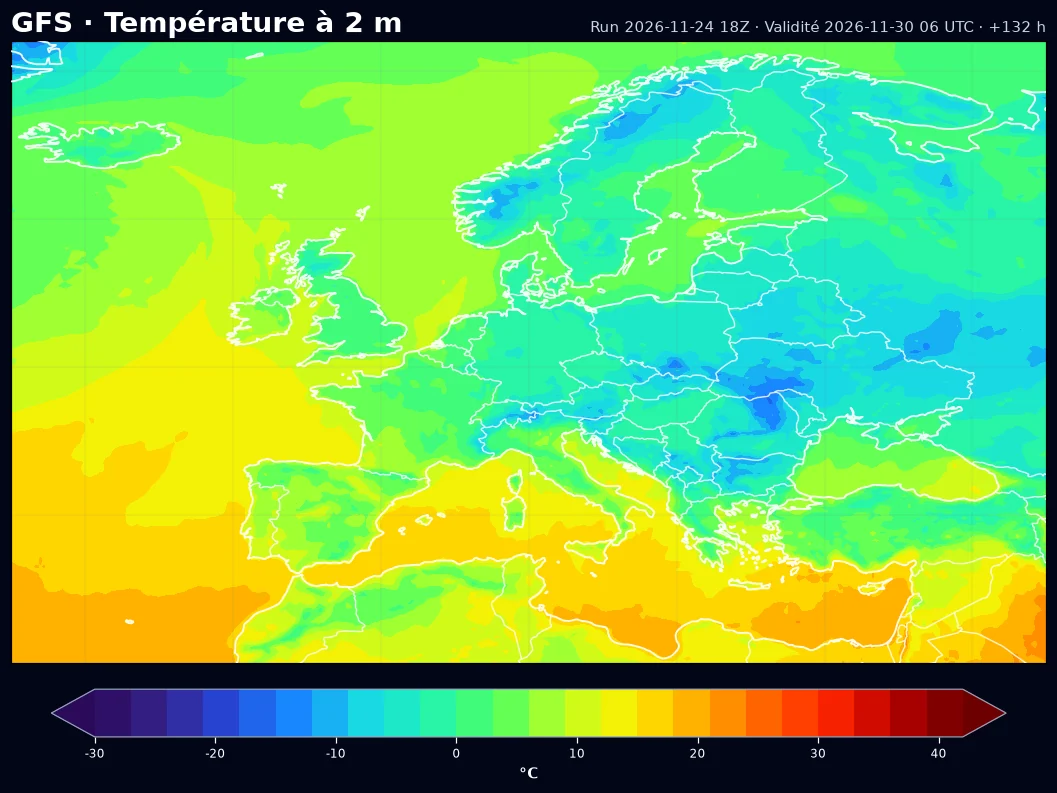 GFS · Température à 2 m
Run 2026-11-24 18Z · Validité 2026-11-30 06 UTC · +132 h
-30 -20 -10 0 10 20 30 40
°C